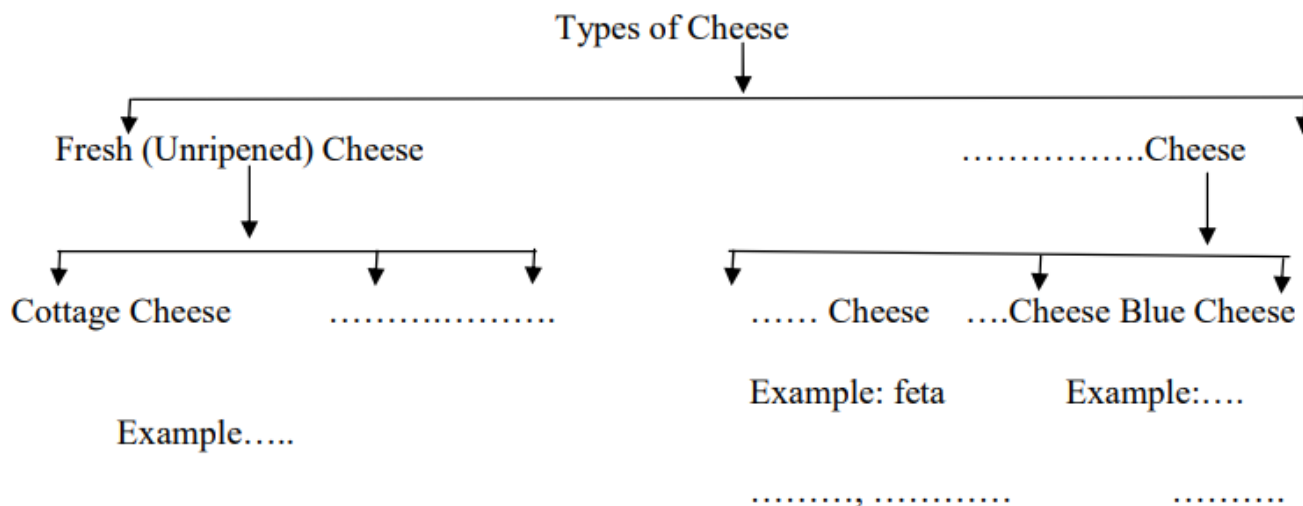 Types of Cheese
Fresh (Unripened) Cheese …………….Cheese
Cottage Cheese ……….………. …… Cheese ….Cheese Blue Cheese
Example: feta Example:….
Example…..
………, ………… ……….